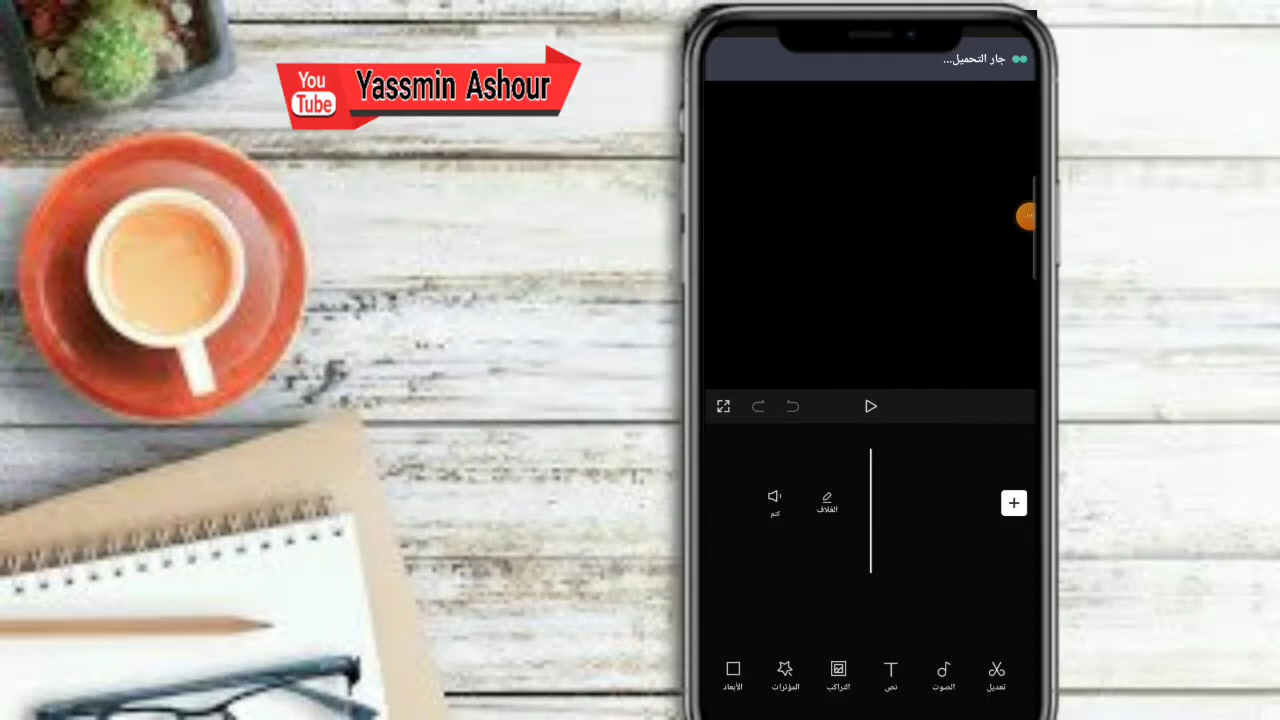 You
Tube
Yassmin Ashour
جار التحميل...
كتم
الغلاف
تعديل
الصوت
نص
التراكب
المؤثرات
الأبعاد